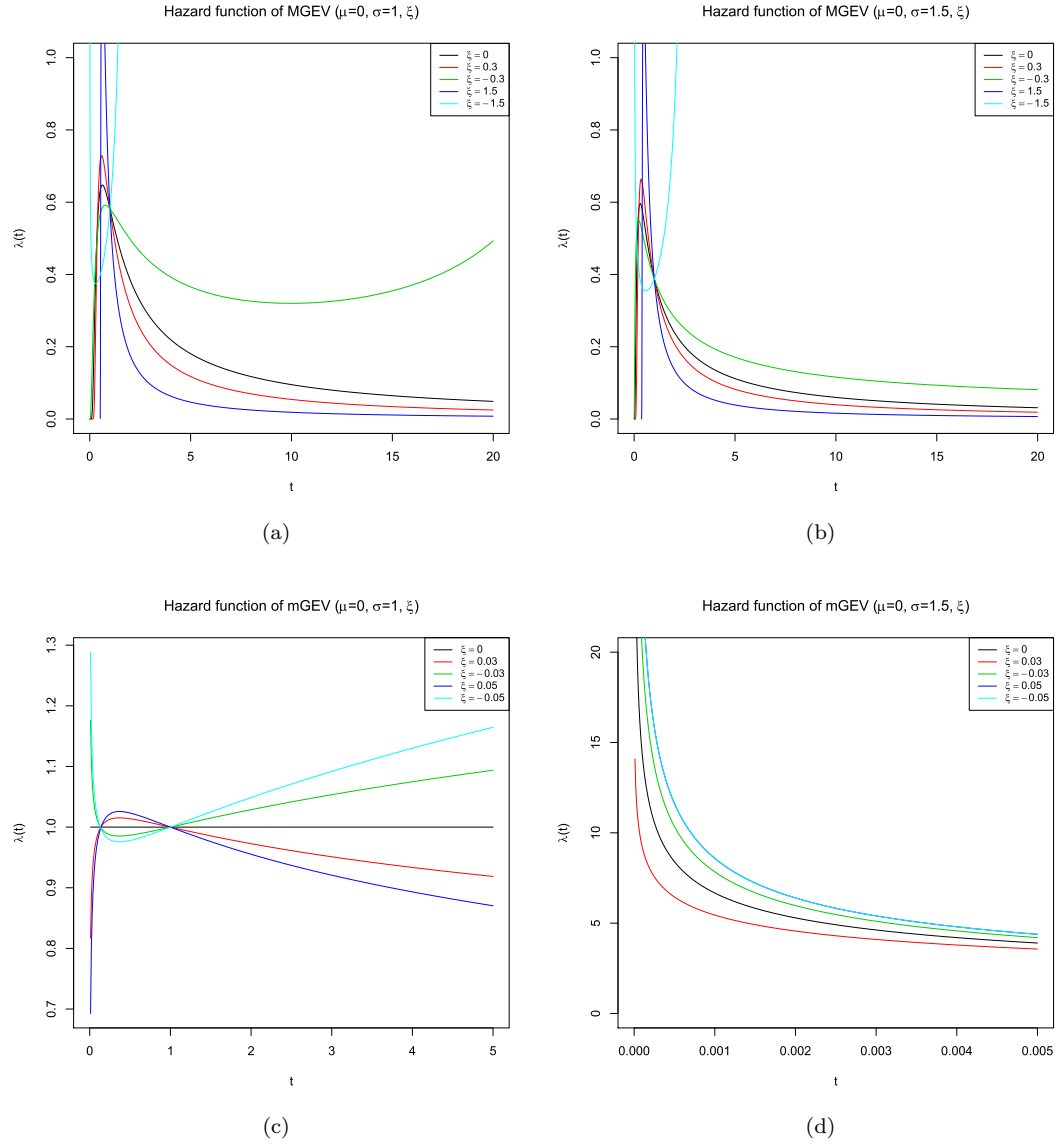 Hazard function of MGEV (μ=0, σ=1, ξ)
λ(t)
1.0
0.8
0.6
0.4
0.2
0.0
ξ = 0
ξ = 0.3
ξ = −0.3
ξ = 1.5
ξ = −1.5
0
5
10
15
20
t
(a)
Hazard function of MGEV (μ=0, σ=1.5, ξ)
λ(t)
1.0
0.8
0.6
0.4
0.2
0.0
ξ = 0
ξ = 0.3
ξ = −0.3
ξ = 1.5
ξ = −1.5
0
5
10
15
20
t
(b)
Hazard function of mGEV (μ=0, σ=1, ξ)
λ(t)
1.3
1.2
1.1
1.0
0.9
0.8
0.7
ξ = 0
ξ = 0.03
ξ = −0.03
ξ = 0.05
ξ = −0.05
0
1
2
3
4
5
t
(c)
Hazard function of mGEV (μ=0, σ=1.5, ξ)
λ(t)
20
15
10
5
0
ξ = 0
ξ = 0.03
ξ = −0.03
ξ = 0.05
ξ = −0.05
0.000
0.001
0.002
0.003
0.004
0.005
t
(d)